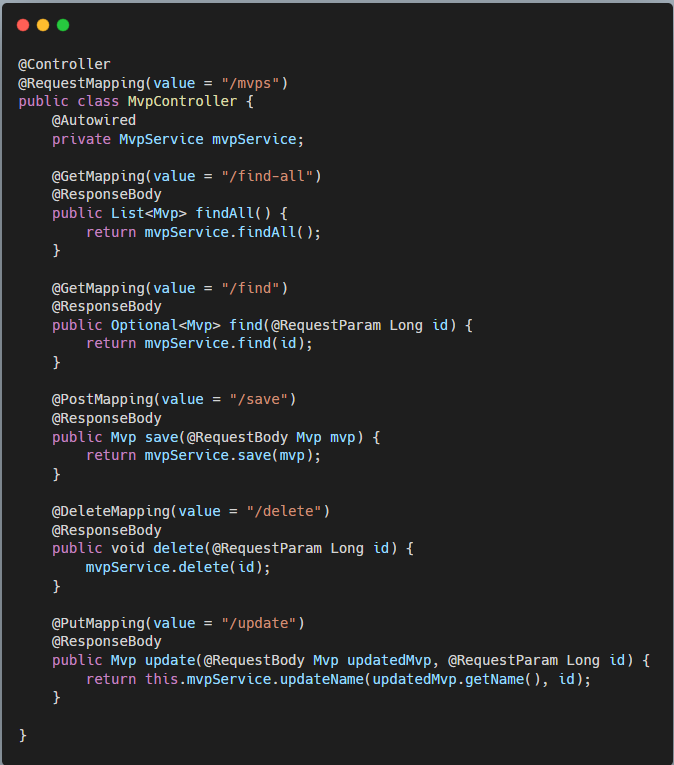 @Controller
@RequestMapping(value = "/mvps")
public class MvpController {
    @Autowired
    private MvpService mvpService;

    @GetMapping(value = "/find-all")
    @ResponseBody
    public List<Mvp> findAll() {
        return mvpService.findAll();
    }

    @GetMapping(value = "/find")
    @ResponseBody
    public Optional<Mvp> find(@RequestParam Long id) {
        return mvpService.find(id);
    }

    @PostMapping(value = "/save")
    @ResponseBody
    public Mvp save(@RequestBody Mvp mvp) {
        return mvpService.save(mvp);
    }

    @DeleteMapping(value = "/delete")
    @ResponseBody
    public void delete(@RequestParam Long id) {
        mvpService.delete(id);
    }

    @PutMapping(value = "/update")
    @ResponseBody
    public Mvp update(@RequestBody Mvp updatedMvp, @RequestParam Long id) {
        return this.mvpService.updateName(updatedMvp.getName(), id);
    }

}